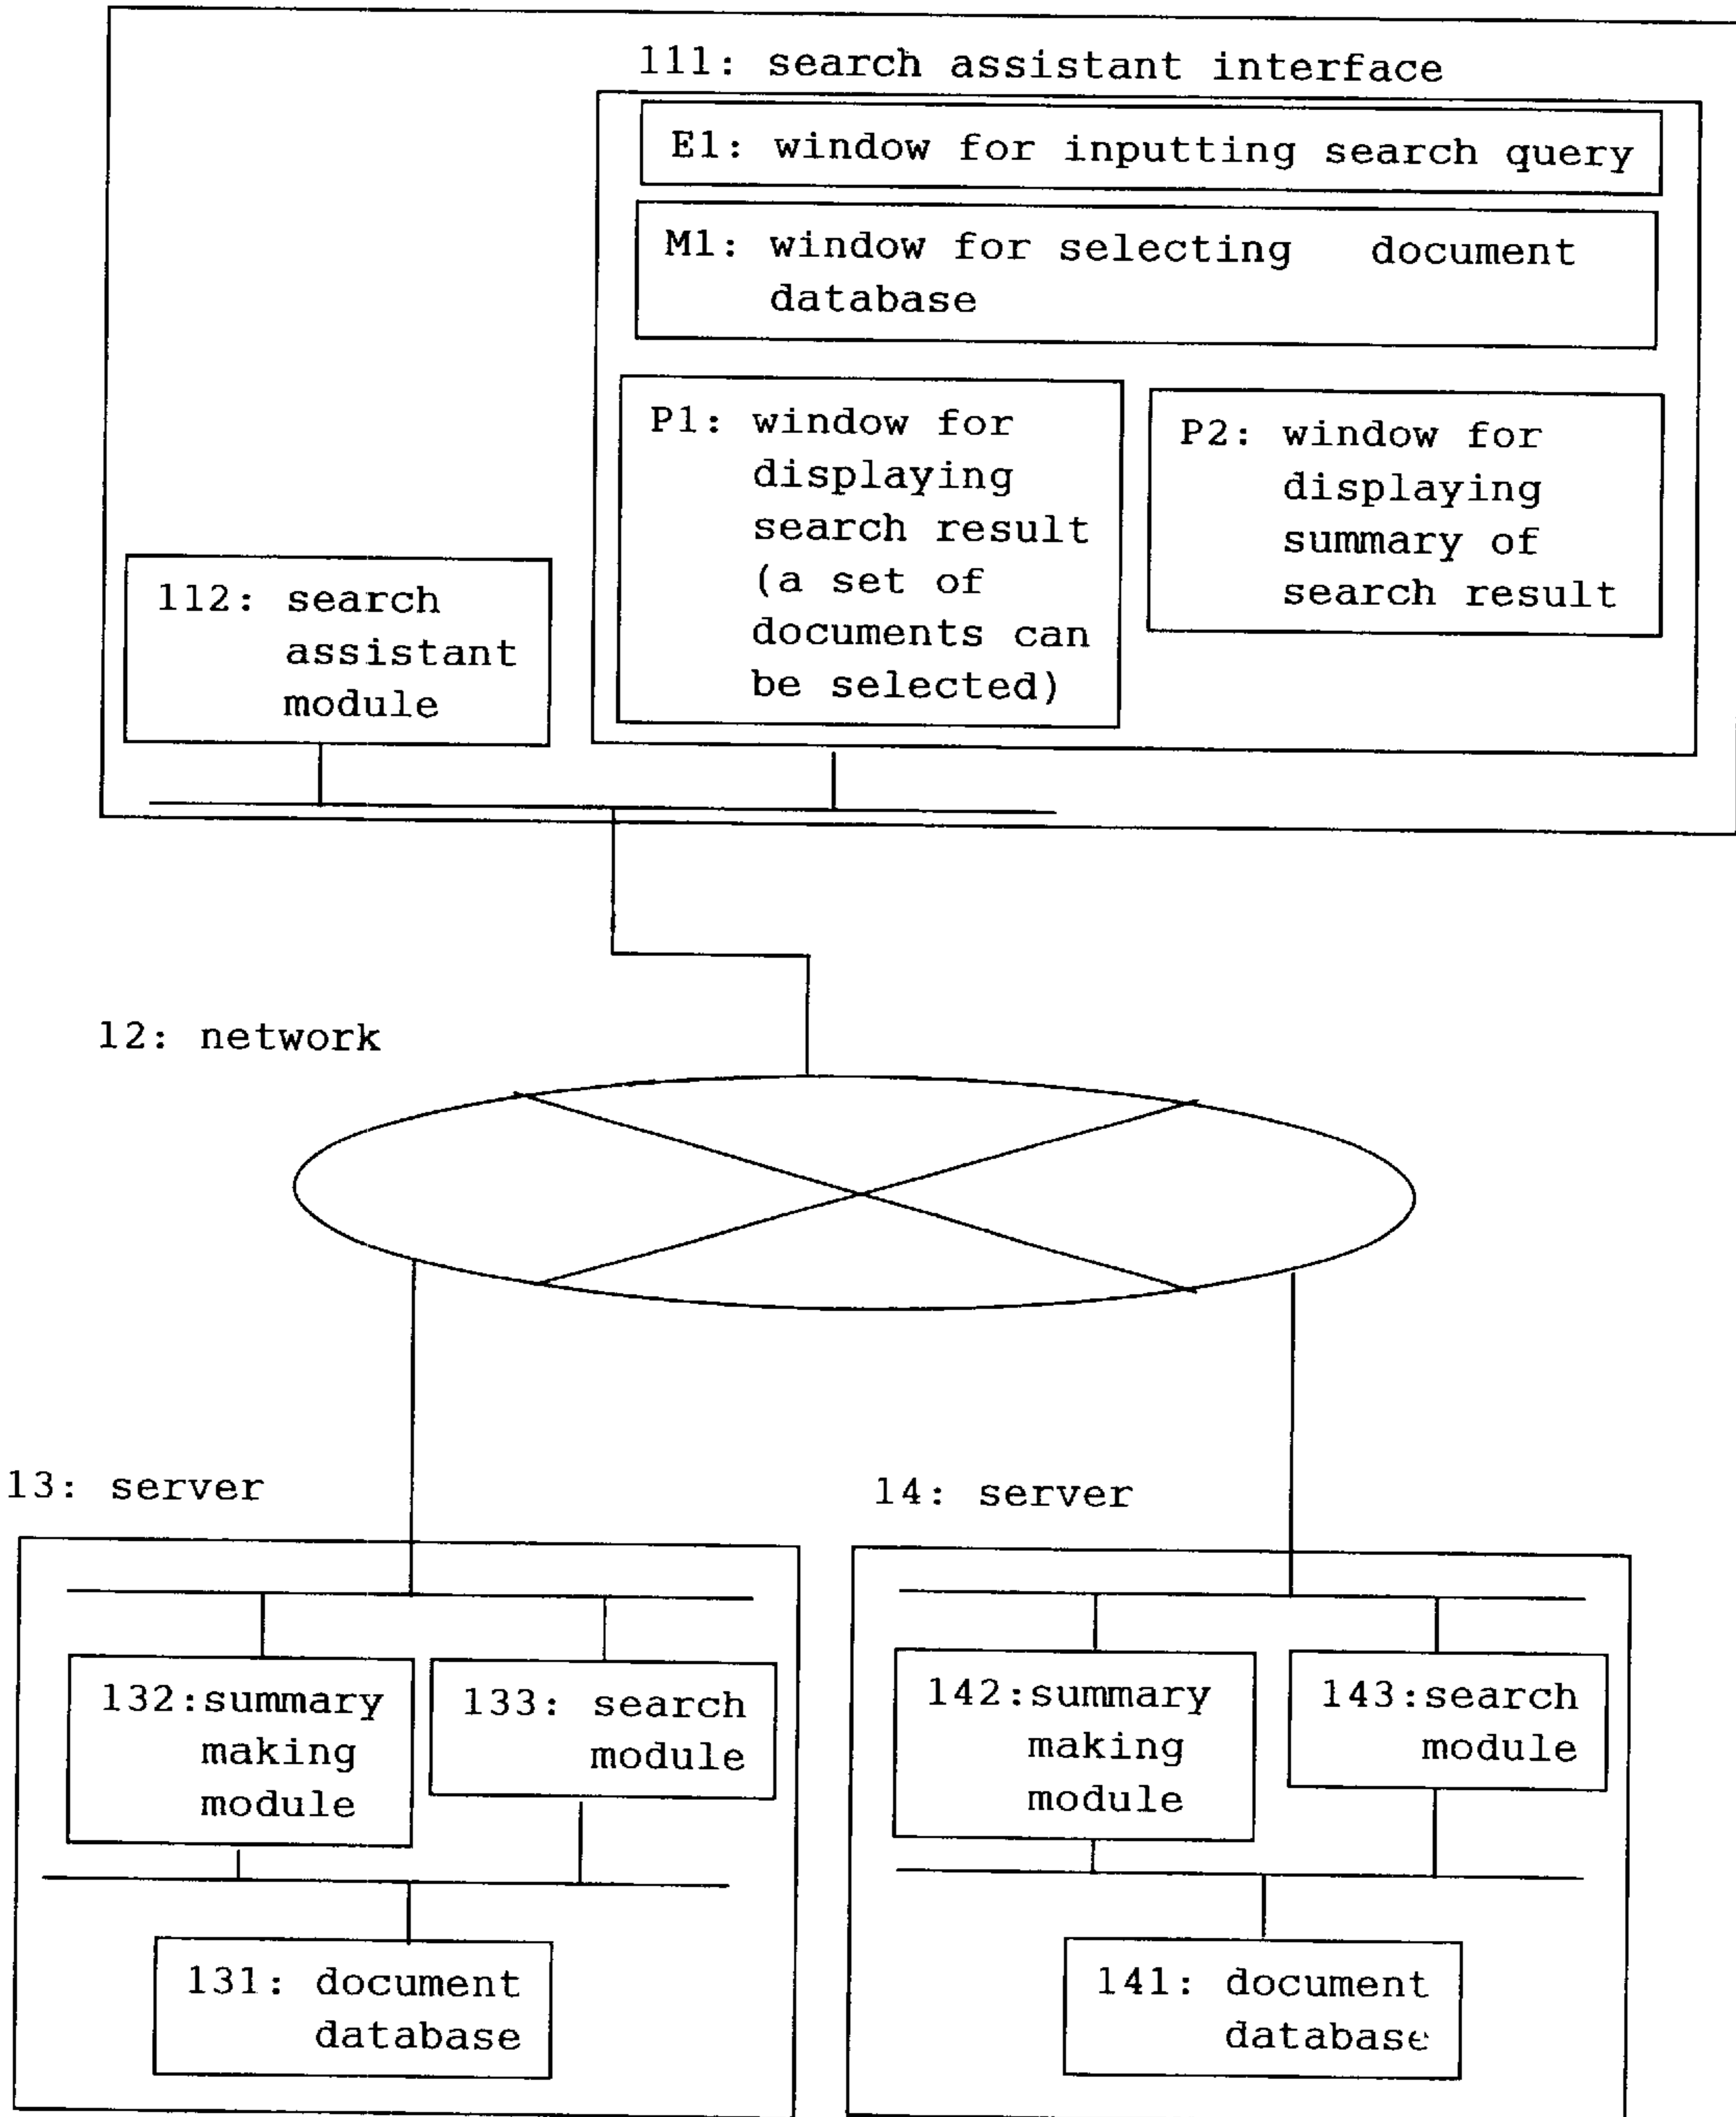 111: search assistant interface
E1: window for inputting search query
M1: window for selecting document
database
P1: window for
displaying
search result
(a set of
documents can
be selected)
P2: window for
displaying
summary of
search result
112: search
assistant
module
12: network
13: server
14: server
132:summary
making
module
133: search
module
142:summary
making
module
143:search
module
131: document
database
141: document
database